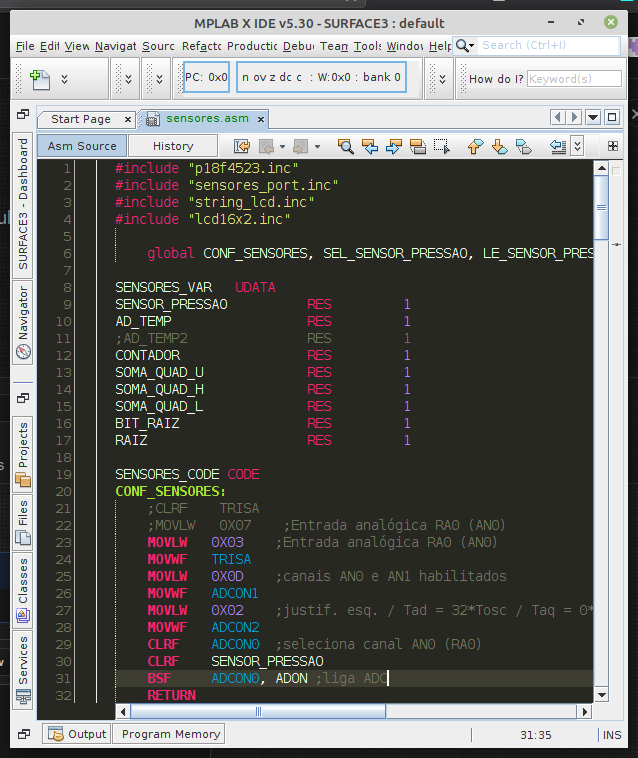 MPLAB X IDE v5.30 - SURFACE3 : default
File Edit View Navigat Sourc Refacto Productio Debu Team Tools Window Help Search (Ctrl+I)
PC: 0x0 n ov z dc c : W:0x0 : bank 0 How do I? Keyword(s)
Start Page sensores.asm
Asm Source History
1 #include "p18f4523.inc"
2 #include "sensores_port.inc"
3 #include "string_lcd.inc"
4 #include "lcd16x2.inc"
5
6 global CONF_SENSORES, SEL_SENSOR_PRESSAO, LE_SENSOR_PRES
7
8 SENSORES_VAR UDATA
9 SENSOR_PRESSAO RES 1
10 AD_TEMP RES 1
11 ;AD_TEMP2 RES 1
12 CONTADOR RES 1
13 SOMA_QUAD_U RES 1
14 SOMA_QUAD_H RES 1
15 SOMA_QUAD_L RES 1
16 BIT_RAIZ RES 1
17 RAIZ RES 1
18
19 SENSORES_CODE CODE
20 CONF_SENSORES:
21 ;CLRF TRISA
22 ;MOVLW 0X07 ;Entrada analógica RA0 (AN0)
23 MOVLW 0X03 ;Entrada analógica RA0 (AN0)
24 MOVWF TRISA
25 MOVLW 0X0D ;canais AN0 e AN1 habilitados
26 MOVWF ADCON1
27 MOVLW 0X02 ;justif. esq. / Tad = 32*Tosc / Taq = 0*
28 MOVWF ADCON2
29 CLRF ADCON0 ;seleciona canal AN0 (RA0)
30 CLRF SENSOR_PRESSAO
31 BSF ADCON0, ADON ;liga ADC
32 RETURN
SURFACE3 - Dashboard
Navigator
Projects
Files
Classes
Services
Output Program Memory 31:35 INS